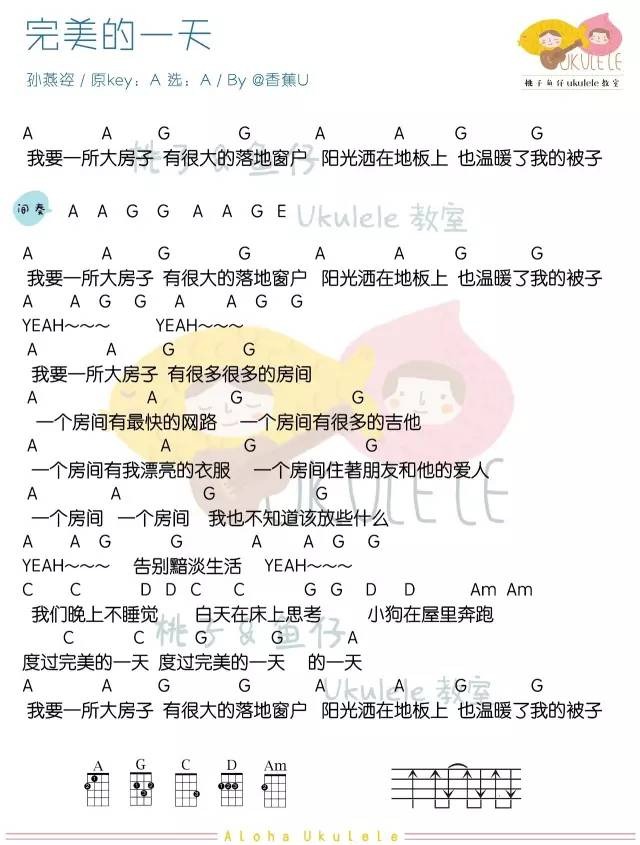 完美的一天
UKULELE
孙燕姿 / 原key：A 选：A / By @香蕉U
桃子鱼仔ukulele教室
A A G G A A G G
我要一所大房子 有很大的落地窗户 阳光洒在地板上 也温暖了我的被子
桃子 & 鱼仔
间奏 A A G G A A G E
Ukulele 教室
A A G G A A G G
我要一所大房子 有很大的落地窗户 阳光洒在地板上 也温暖了我的被子
A A G G A A G G
YEAH～～～ YEAH～～～
A A G G
我要一所大房子 有很多很多的房间
A A G G
一个房间有最快的网路 一个房间有很多的吉他
A A G G
一个房间有我漂亮的衣服 一个房间住著朋友和他的爱人
A A G G
一个房间 一个房间 我也不知道该放些什么
UKULELE
A A G G A A G G
YEAH～～～ 告别黯淡生活 YEAH～～～
C C D D C C G G D D Am Am
我们晚上不睡觉 白天在床上思考 小狗在屋里奔跑
桃子 & 鱼仔
C C G G A
度过完美的一天 度过完美的一天 的一天
Ukulele 教室
A A G G A A G G
我要一所大房子 有很大的落地窗户 阳光洒在地板上 也温暖了我的被子
A G C D Am
Aloha Ukulele